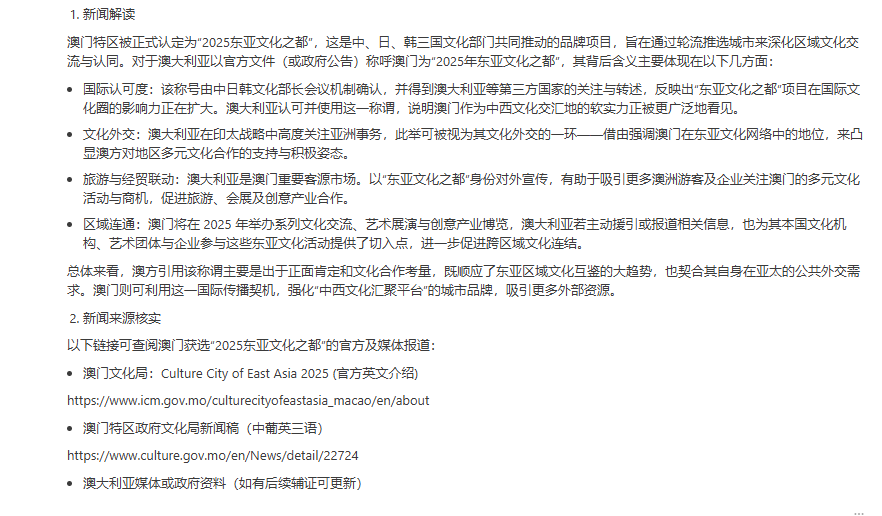 1. 新闻解读
澳门特区被正式认定为“2025东亚文化之都”，这是中、日、韩三国文化部门共同推动的品牌项目，旨在通过轮流推选城市来深化区域文化交
流与认同。对于澳大利亚以官方文件（或政府公告）称呼澳门为“2025年东亚文化之都”，其背后含义主要体现在以下几方面：
• 国际认可度：该称号由中日韩文化部长会议机制确认，并得到澳大利亚等第三方国家的关注与转述，反映出“东亚文化之都”项目在国际文
化圈的影响力正在扩大。澳大利亚认可并使用这一称谓，说明澳门作为中西文化交汇地的软实力正被更广泛地看见。
• 文化外交：澳大利亚在印太战略中高度关注亚洲事务，此举可被视为其文化外交的一环——借由强调澳门在东亚文化网络中的地位，来凸
显澳方对地区多元文化合作的支持与积极姿态。
• 旅游与经贸联动：澳大利亚是澳门重要客源市场。以“东亚文化之都”身份对外宣传，有助于吸引更多澳洲游客及企业关注澳门的多元文化
活动与商机，促进旅游、会展及创意产业合作。
• 区域连通：澳门将在 2025 年举办系列文化交流、艺术展演与创意产业博览，澳大利亚若主动援引或报道相关信息，也为其本国文化机
构、艺术团体与企业参与这些东亚文化活动提供了切入点，进一步促进跨区域文化连结。
总体来看，澳方引用该称谓主要是出于正面肯定和文化合作考量，既顺应了东亚区域文化互鉴的大趋势，也契合其自身在亚太的公共外交需
求。澳门则可利用这一国际传播契机，强化“中西文化汇聚平台”的城市品牌，吸引更多外部资源。
2. 新闻来源核实
以下链接可查阅澳门获选“2025东亚文化之都”的官方及媒体报道：
• 澳门文化局：Culture City of East Asia 2025 (官方英文介绍)
https://www.icm.gov.mo/culturecityofeastasia_macao/en/about
• 澳门特区政府文化局新闻稿（中葡英三语）
https://www.culture.gov.mo/en/News/detail/22724
• 澳大利亚媒体或政府资料（如有后续辅证可更新）
...